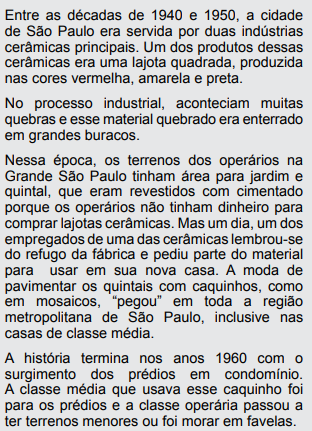 Entre as décadas de 1940 e 1950, a cidade
de São Paulo era servida por duas indústrias
cerâmicas principais. Um dos produtos dessas
cerâmicas era uma lajota quadrada, produzida
nas cores vermelha, amarela e preta.
No processo industrial, aconteciam muitas
quebras e esse material quebrado era enterrado
em grandes buracos.
Nessa época, os terrenos dos operários na
Grande São Paulo tinham área para jardim e
quintal, que eram revestidos com cimentado
porque os operários não tinham dinheiro para
comprar lajotas cerâmicas. Mas um dia, um dos
empregados de uma das cerâmicas lembrou-se
do refugo da fábrica e pediu parte do material
para usar em sua nova casa. A moda de
pavimentar os quintais com caquinhos, como
em mosaicos, “pegou” em toda a região
metropolitana de São Paulo, inclusive nas
casas de classe média.
A história termina nos anos 1960 com o
surgimento dos prédios em condomínio.
A classe média que usava esse caquinho foi
para os prédios e a classe operária passou a
ter terrenos menores ou foi morar em favelas.